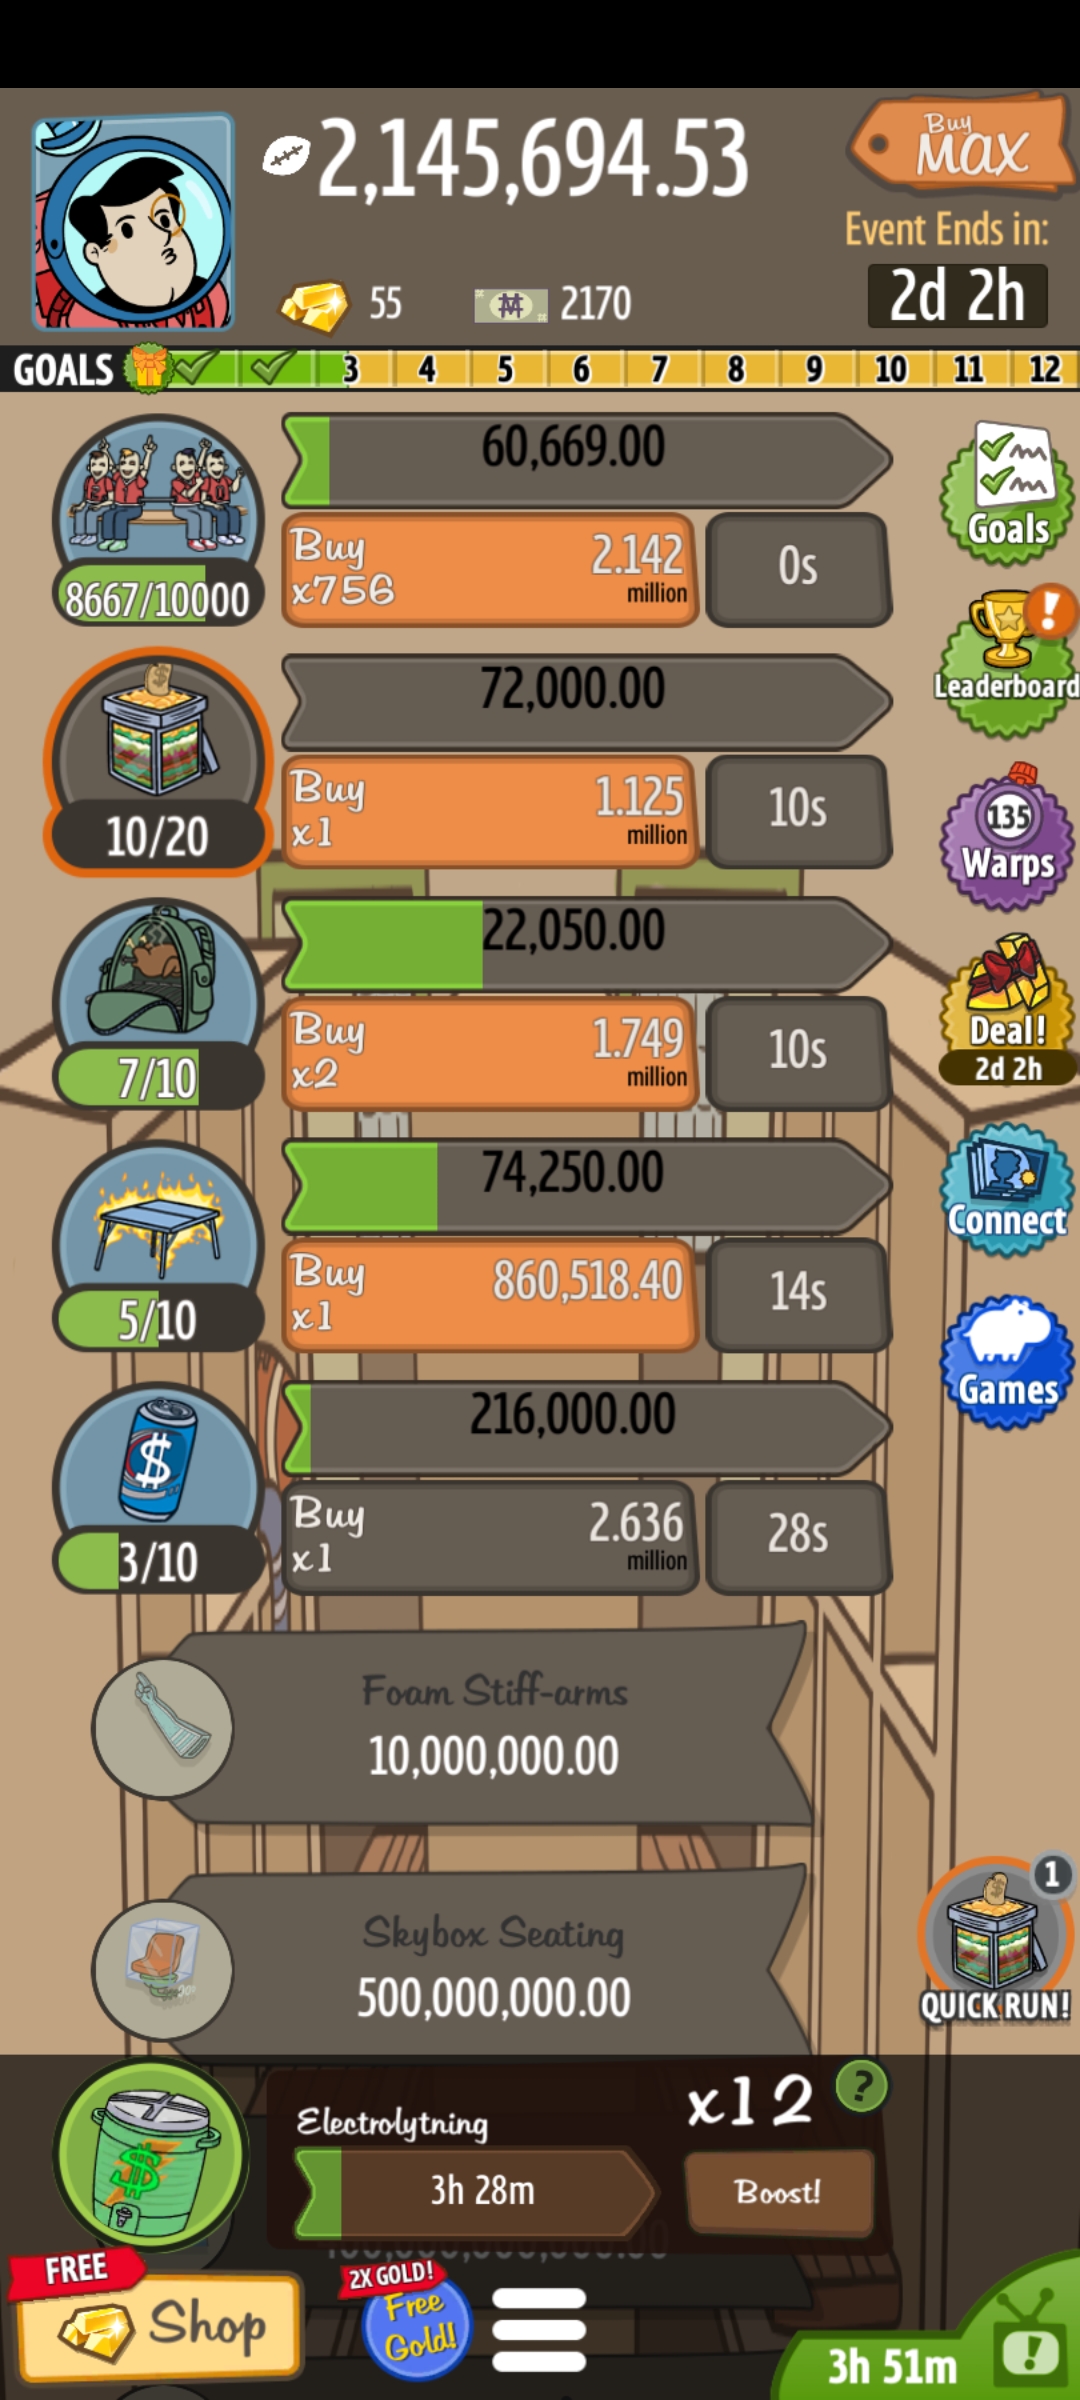 2,145,694.53
Buy
MAX
Event Ends in:
2d 2h
55
2170
GOALS 3 4 5 6 7 8 9 10 11 12
60,669.00
Buy
x756
2.142
million
0s
8667/10000
Goals
Leaderboard
72,000.00
Buy
x1
1.125
million
10s
10/20
135
Warps
22,050.00
Buy
x2
1.749
million
10s
7/10
Deal!
2d 2h
74,250.00
Buy
x1
860,518.40
14s
5/10
Connect
Games
216,000.00
Buy
x1
2.636
million
28s
3/10
Foam Stiff-arms
10,000,000.00
Skybox Seating
500,000,000.00
1
QUICK RUN!
Electrolytning
x12
?
3h 28m
Boost!
FREE
Shop
2X GOLD!
Free
Gold!
3h 51m